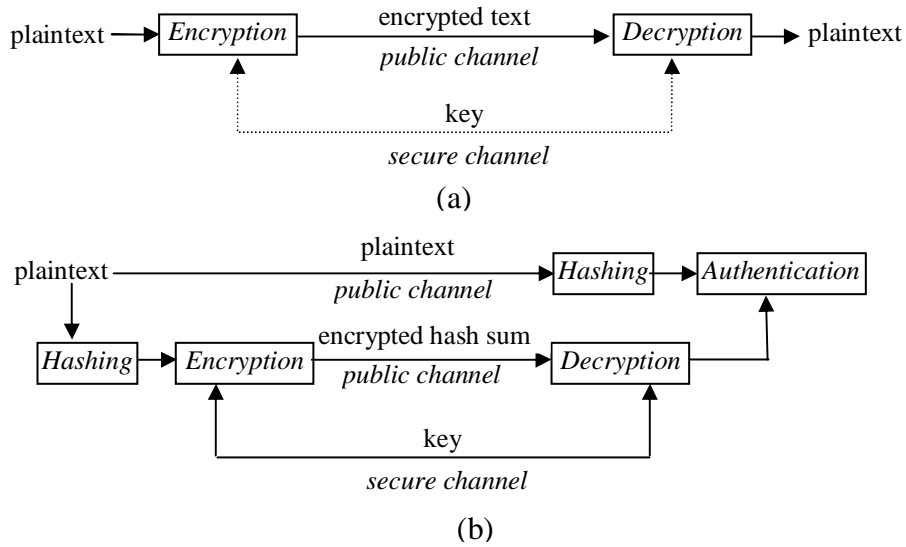 plaintext Encryption encrypted text Decryption plaintext
public channel
key
secure channel
(a)
plaintext plaintext Hashing Authentication
public channel
Hashing Encryption encrypted hash sum Decryption
public channel
key
secure channel
(b)